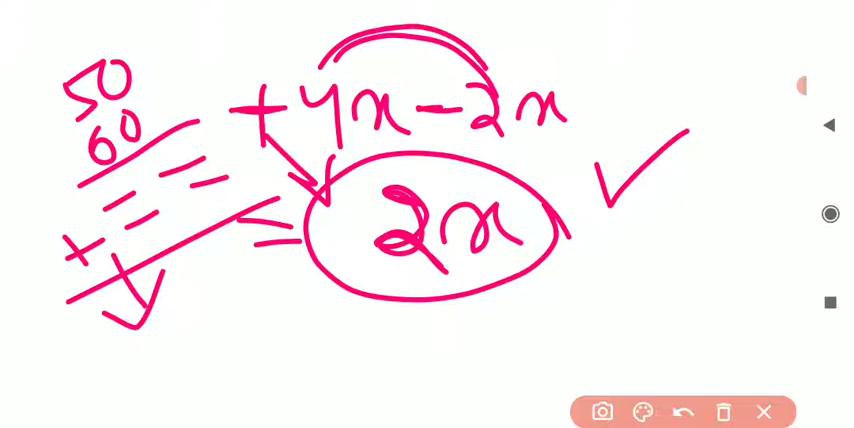 50
60
+4x-2x
= 2x